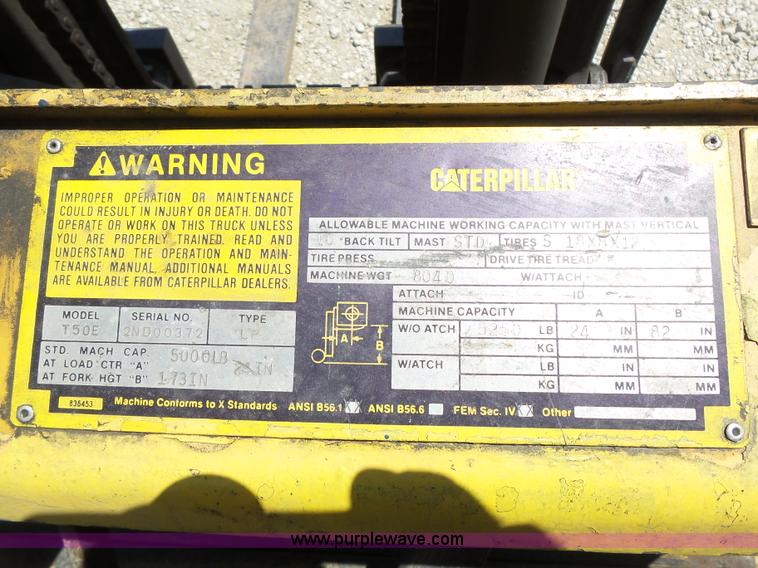 WARNING
IMPROPER OPERATION OR MAINTENANCE
COULD RESULT IN INJURY OR DEATH. DO NOT
OPERATE OR WORK ON THIS TRUCK UNLESS
YOU ARE PROPERLY TRAINED. READ AND
UNDERSTAND THE OPERATION AND MAIN-
TENANCE MANUAL. ADDITIONAL MANUALS
ARE AVAILABLE FROM CATERPILLAR DEALERS.
MODEL SERIAL NO. TYPE
T50E 2ND00372 LP
STD. MACH CAP. 5000LB
AT LOAD CTR "A" 24IN
AT FORK HGT "B" 173IN
CATERPILLAR
ALLOWABLE MACHINE WORKING CAPACITY WITH MAST VERTICAL
°BACK TILT MAST STD TIRES S
TIRE PRESS DRIVE TIRE TREAD
MACHINE WGT 8040 W/ATTACH
ATTACH ID
MACHINE CAPACITY A B
W/O ATCH LB 24 IN 82 IN
KG MM MM
W/ATCH LB IN IN
KG MM MM
A
B
836453 Machine Conforms to X Standards ANSI B56.1 X ANSI B56.6 FEM Sec. IV X Other
www.purplewave.com